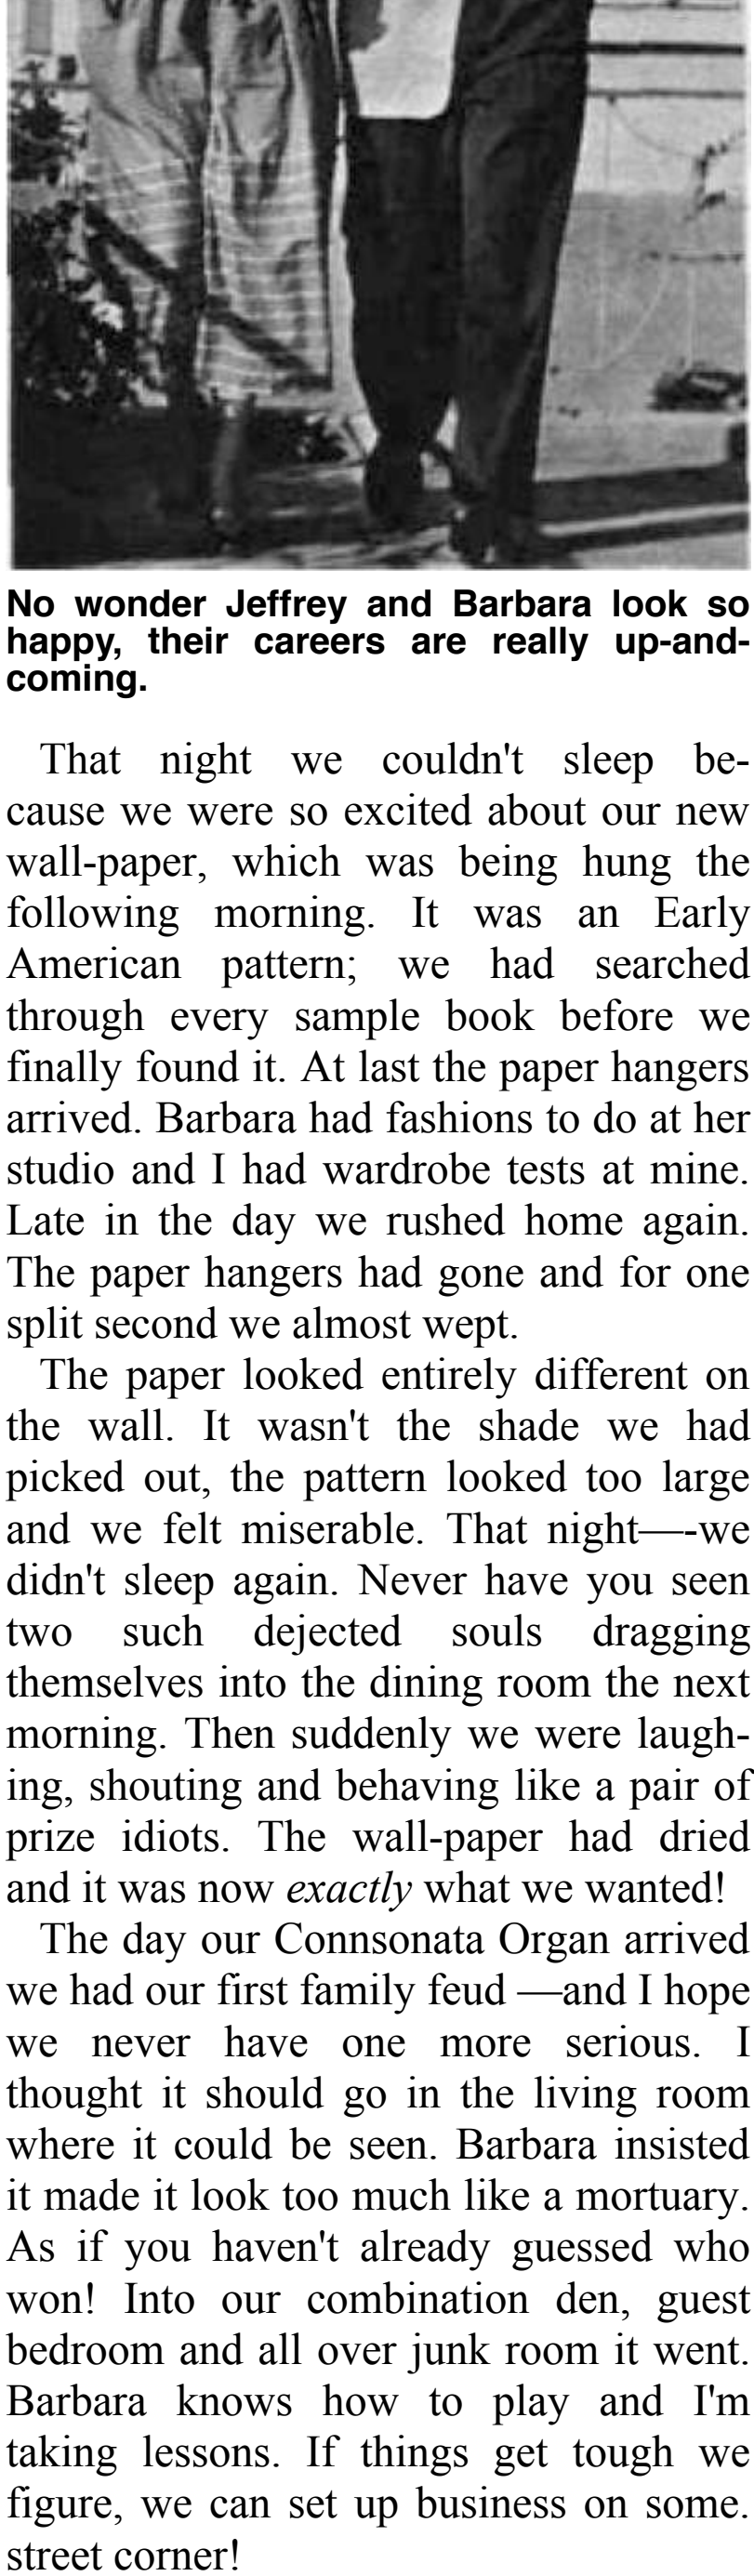 No wonder Jeffrey and Barbara look so
happy, their careers are really up-and-
coming.
That night we couldn't sleep be-
cause we were so excited about our new
wall-paper, which was being hung the
following morning. It was an Early
American pattern; we had searched
through every sample book before we
finally found it. At last the paper hangers
arrived. Barbara had fashions to do at her
studio and I had wardrobe tests at mine.
Late in the day we rushed home again.
The paper hangers had gone and for one
split second we almost wept.
The paper looked entirely different on
the wall. It wasn't the shade we had
picked out, the pattern looked too large
and we felt miserable. That night—-we
didn't sleep again. Never have you seen
two such dejected souls dragging
themselves into the dining room the next
morning. Then suddenly we were laugh-
ing, shouting and behaving like a pair of
prize idiots. The wall-paper had dried
and it was now exactly what we wanted!
The day our Connsonata Organ arrived
we had our first family feud —and I hope
we never have one more serious. I
thought it should go in the living room
where it could be seen. Barbara insisted
it made it look too much like a mortuary.
As if you haven't already guessed who
won! Into our combination den, guest
bedroom and all over junk room it went.
Barbara knows how to play and I'm
taking lessons. If things get tough we
figure, we can set up business on some.
street corner!